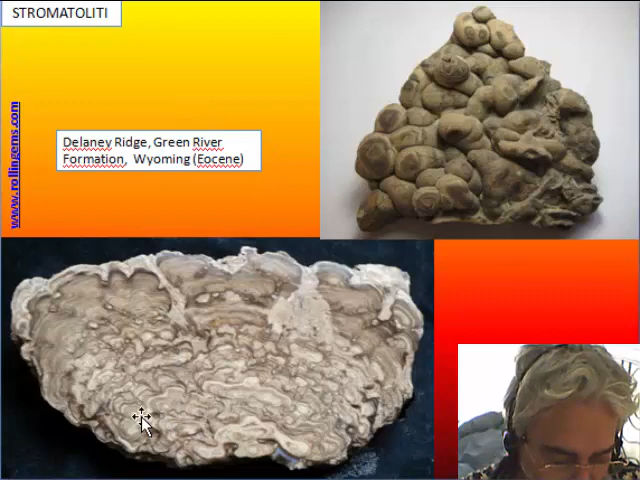 STROMATOLITI
www.rollingems.com
Delaney Ridge, Green River
Formation, Wyoming (Eocene)